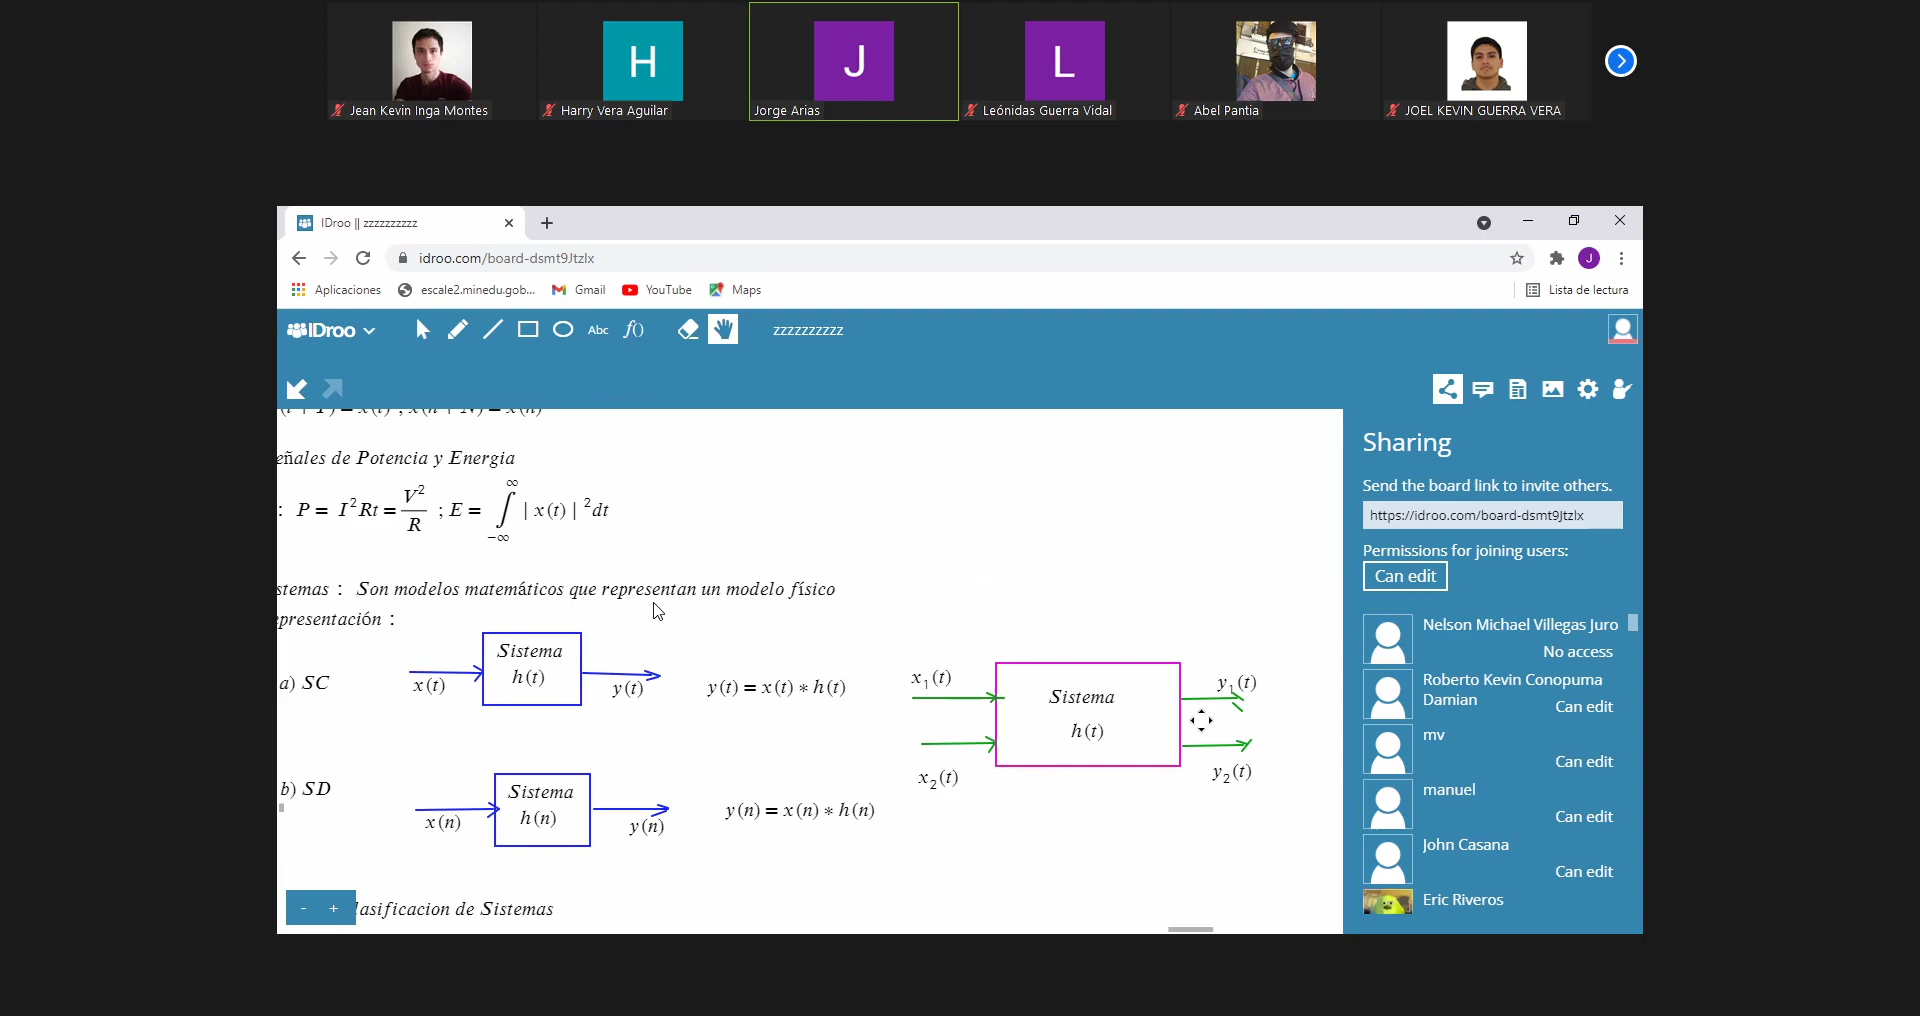 H
J
L
Jean Kevin Inga Montes
Harry Vera Aguilar
Jorge Arias
Leónidas Guerra Vidal
Abel Pantia
JOEL KEVIN GUERRA VERA
IDroo || zzzzzzzzzz
idroo.com/board-dsmt9Jtzlx
J
Aplicaciones
escale2.minedu.gob...
Gmail
YouTube
Maps
Lista de lectura
IDroo
Abc
f()
zzzzzzzzzz
(t + T) = x(t) ; x(n + N) = x(n)
eñales de Potencia y Energia
: P = I²Rt = V²/R ; E = ∫_{-∞}^{∞} | x(t) |² dt
stemas : Son modelos matemáticos que representan un modelo físico
presentación :
a) SC
x(t)
Sistema
h(t)
y(t)
y(t) = x(t) * h(t)
x₁(t)
x₂(t)
Sistema
h(t)
y₁(t)
y₂(t)
b) SD
x(n)
Sistema
h(n)
y(n)
y(n) = x(n) * h(n)
- +
lasificacion de Sistemas
Sharing
Send the board link to invite others.
https://idroo.com/board-dsmt9Jtzlx
Permissions for joining users:
Can edit
Nelson Michael Villegas Juro
No access
Roberto Kevin Conopuma
Damian
Can edit
mv
Can edit
manuel
Can edit
John Casana
Can edit
Eric Riveros